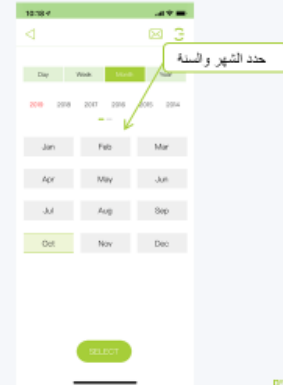 10:18
حدد الشهر والسنة
Day Week Month Year
2019 2018 2017 2016 2015 2014
Jan Feb Mar
Apr May Jun
Jul Aug Sep
Oct Nov Dec
SELECT